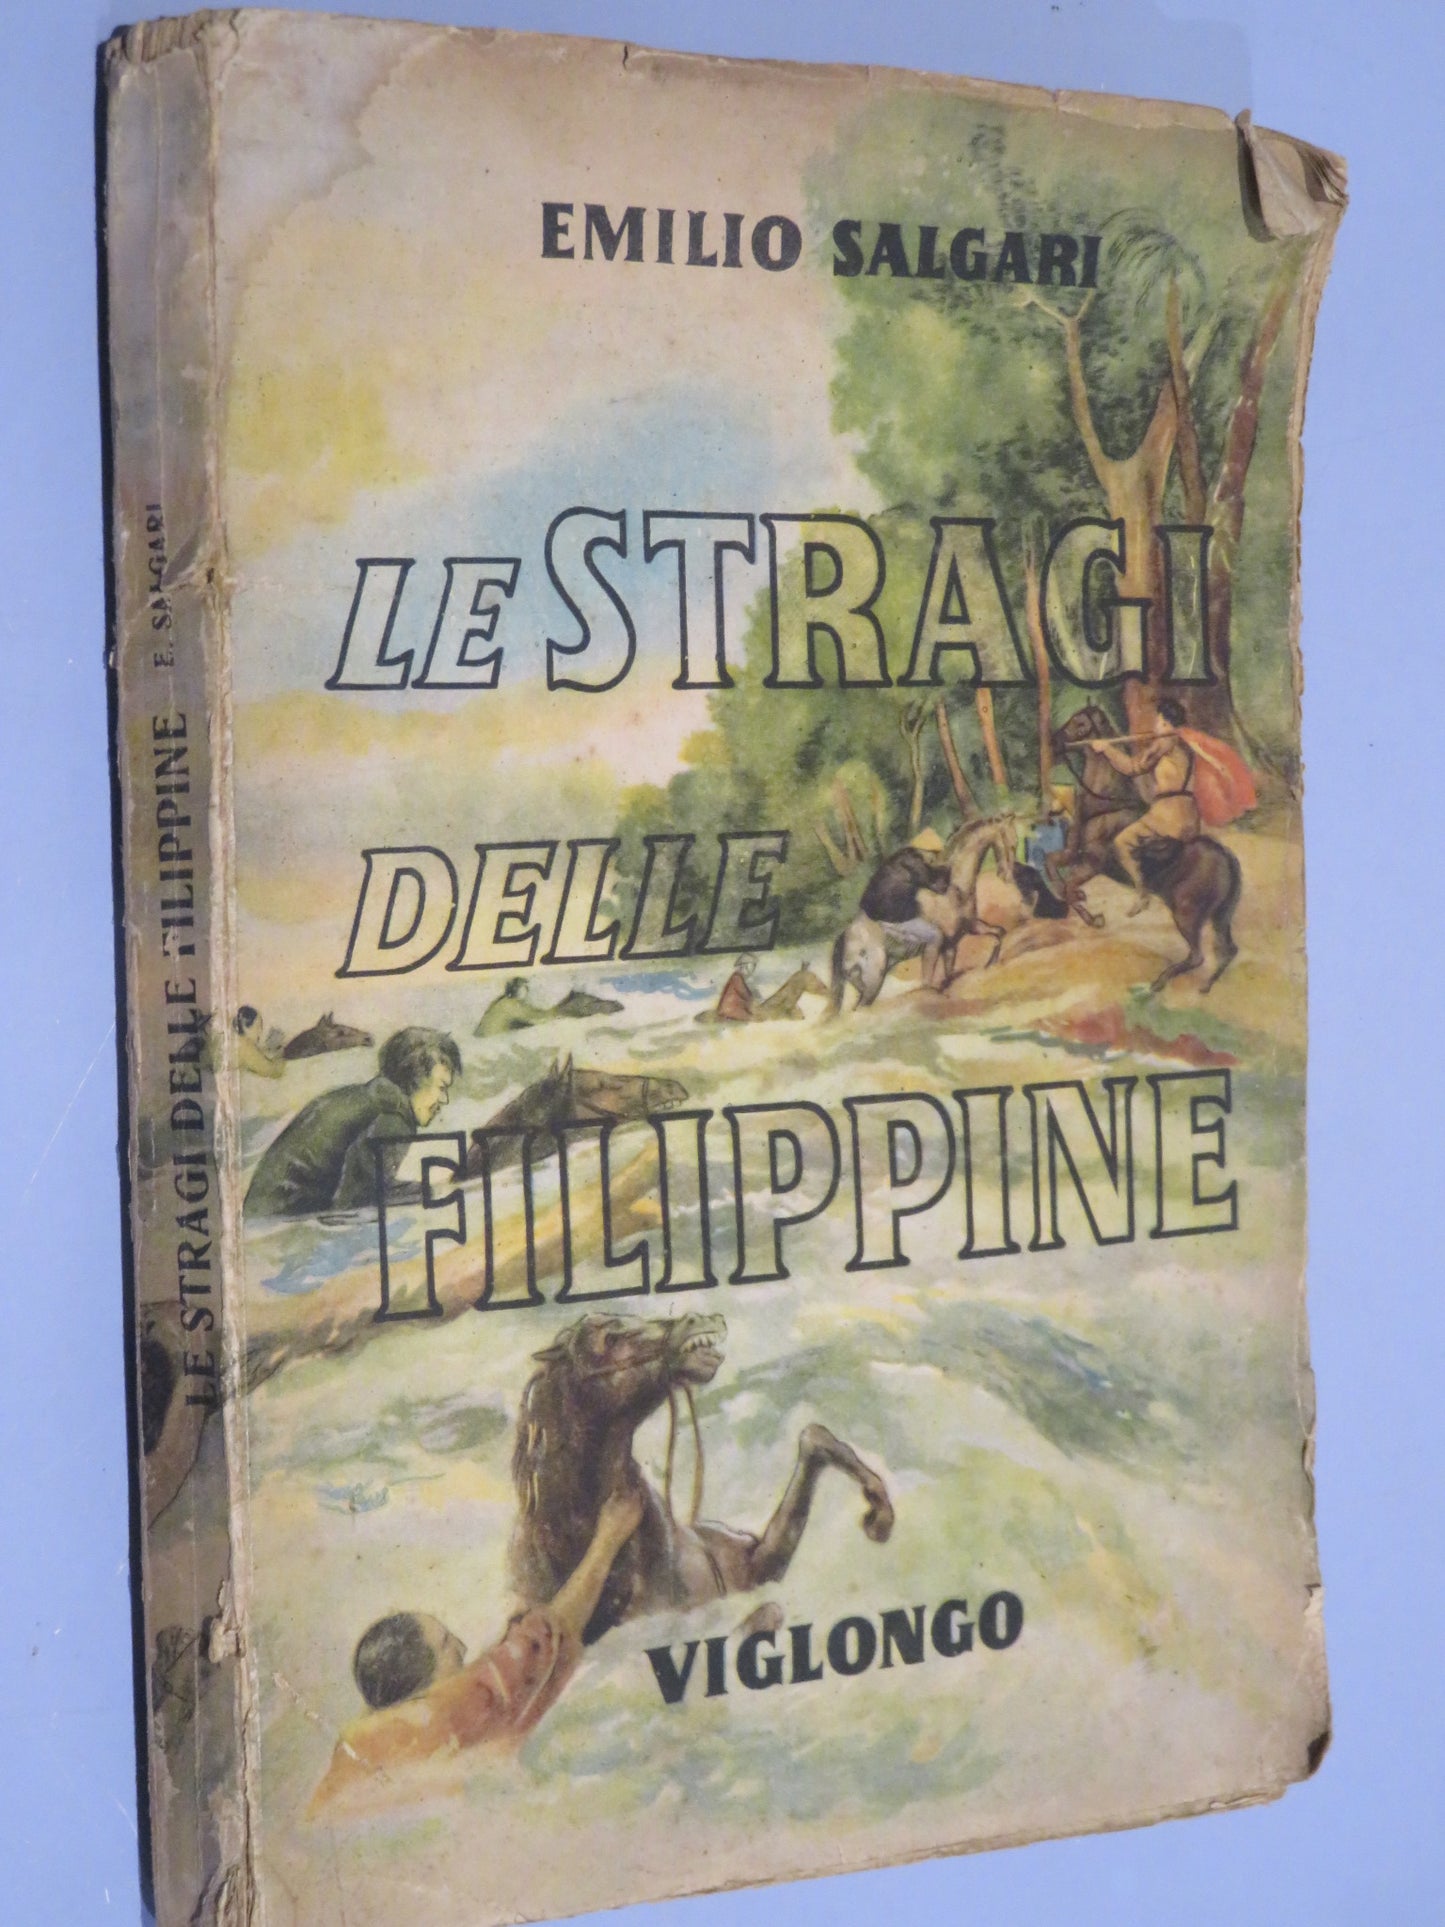 EMILIO SALGARI
LE STRAGI
DELLE
FILIPPINE
VIGLONGO
LE STRAGI DELLE FILIPPINE E. SALGARI